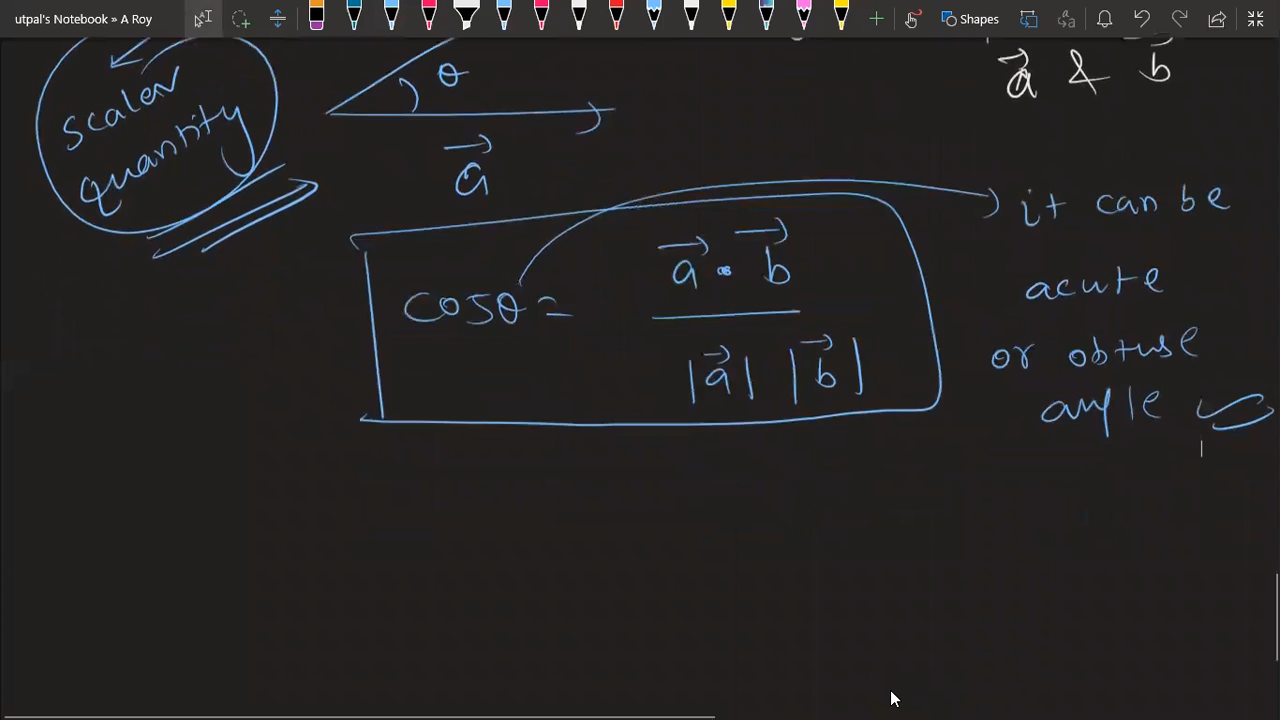 utpal's Notebook » A Roy
Shapes
θ
a⃗ & b⃗
scaler
quantity
a⃗
cosθ = a⃗ · b⃗ / |a⃗| |b⃗|
it can be
acute
or obtuse
angle